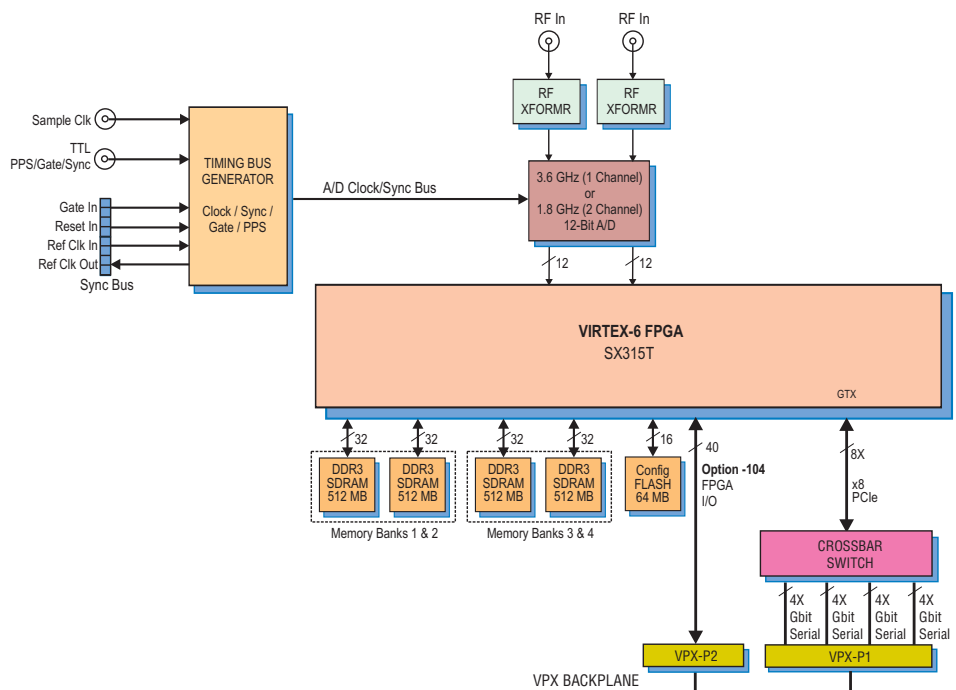 RF In
RF In
RF
XFORMR
RF
XFORMR
Sample Clk
TTL
PPS/Gate/Sync
TIMING BUS
GENERATOR
Clock / Sync /
Gate / PPS
A/D Clock/Sync Bus
3.6 GHz (1 Channel)
or
1.8 GHz (2 Channel)
12-Bit A/D
Gate In
Reset In
Ref Clk In
Ref Clk Out
Sync Bus
12
12
VIRTEX-6 FPGA
SX315T
GTX
32
32
32
32
16
40
8X
DDR3
SDRAM
512 MB
DDR3
SDRAM
512 MB
DDR3
SDRAM
512 MB
DDR3
SDRAM
512 MB
Config
FLASH
64 MB
Option -104
FPGA
I/O
x8
PCIe
Memory Banks 1 & 2
Memory Banks 3 & 4
CROSSBAR
SWITCH
4X
Gbit
Serial
4X
Gbit
Serial
4X
Gbit
Serial
4X
Gbit
Serial
VPX-P2
VPX-P1
VPX BACKPLANE